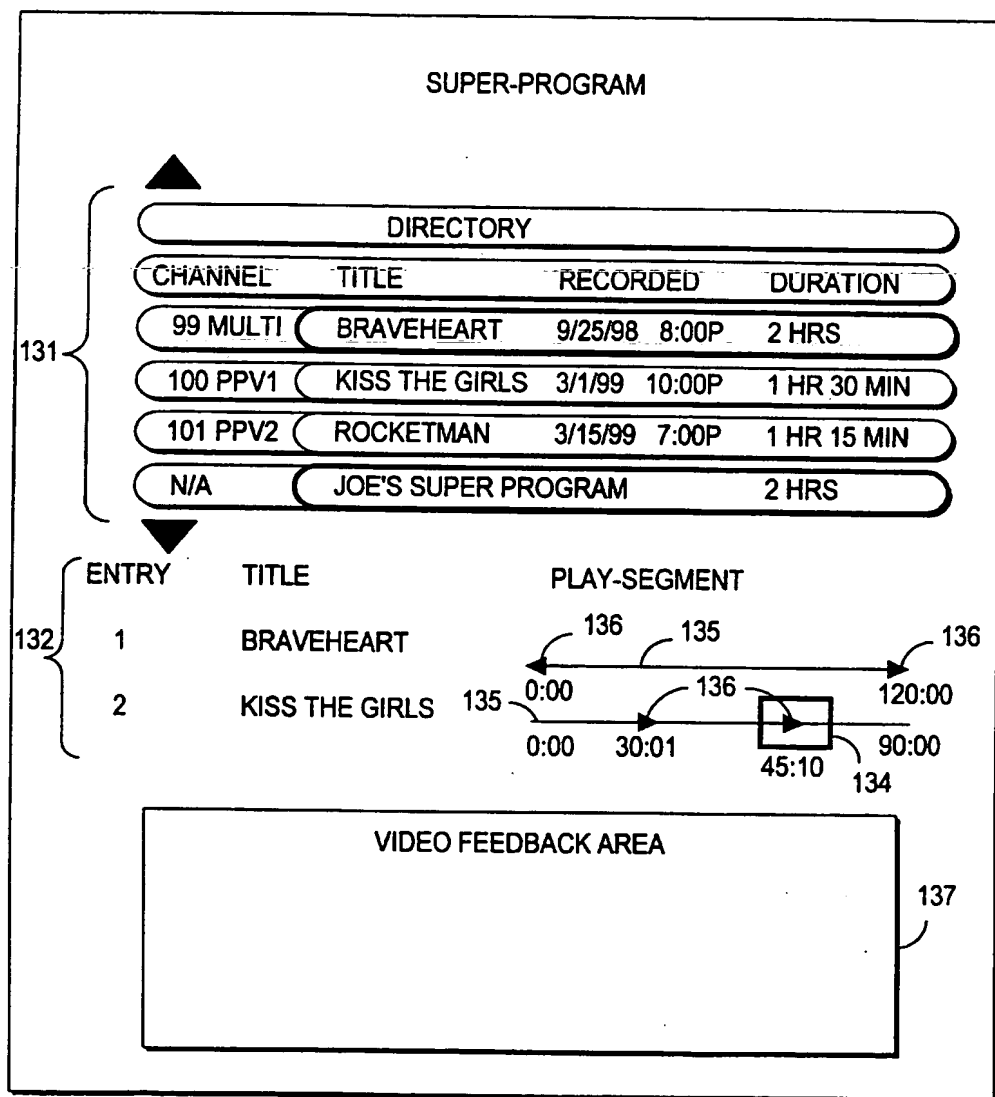 SUPER-PROGRAM
DIRECTORY
CHANNEL TITLE RECORDED DURATION
99 MULTI BRAVEHEART 9/25/98 8:00P 2 HRS
100 PPV1 KISS THE GIRLS 3/1/99 10:00P 1 HR 30 MIN
131
101 PPV2 ROCKETMAN 3/15/99 7:00P 1 HR 15 MIN
N/A JOE'S SUPER PROGRAM 2 HRS
ENTRY TITLE PLAY-SEGMENT
132 1 BRAVEHEART 136 135 136
0:00 120:00
2 KISS THE GIRLS 135 136
0:00 30:01 90:00
45:10 134
VIDEO FEEDBACK AREA
137